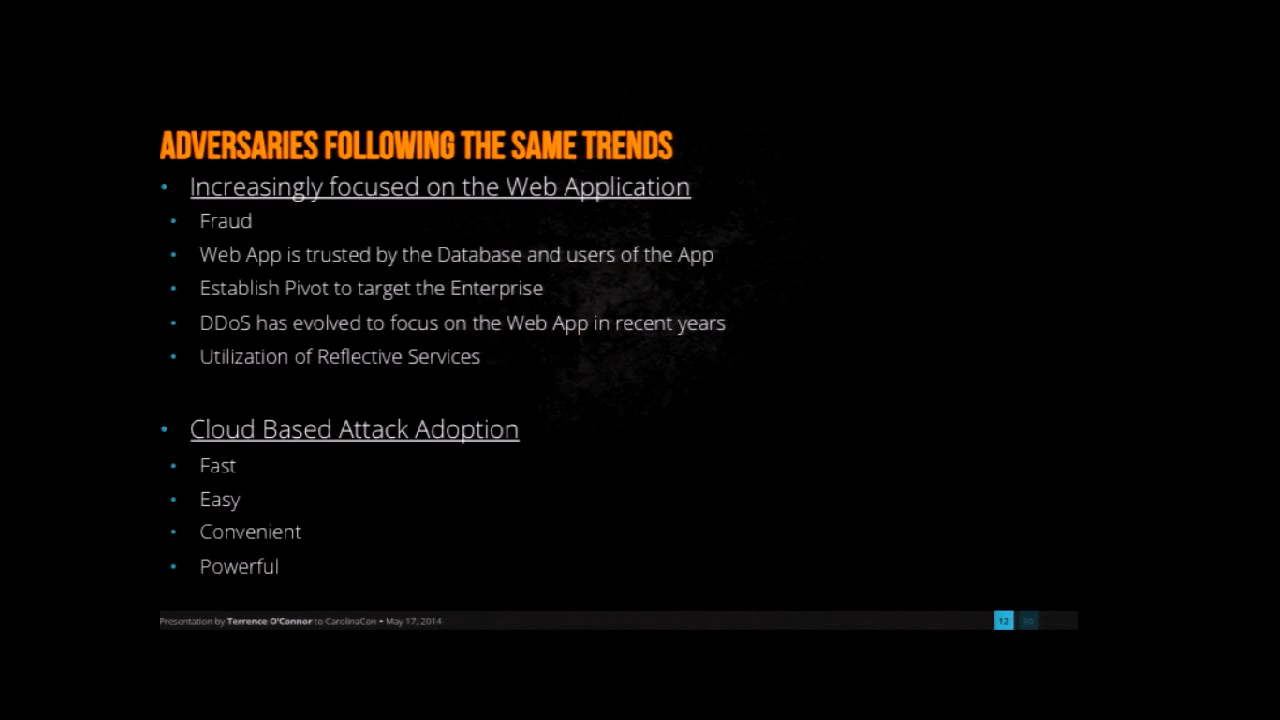 ADVERSARIES FOLLOWING THE SAME TRENDS
• Increasingly focused on the Web Application
• Fraud
• Web App is trusted by the Database and users of the App
• Establish Pivot to target the Enterprise
• DDoS has evolved to focus on the Web App in recent years
• Utilization of Reflective Services
• Cloud Based Attack Adoption
• Fast
• Easy
• Convenient
• Powerful
Presentation by Terrence O'Connor to CarolinaCon • May 17, 2014 12